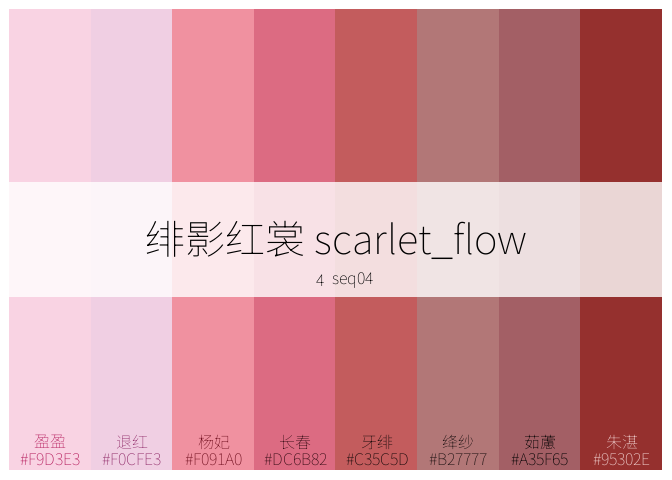 绯影红裳 scarlet_flow
4 seq04
盈盈 退红 杨妃 长春 牙绯 绛纱 茹藘 朱湛
#F9D3E3 #F0CFE3 #F091A0 #DC6B82 #C35C5D #B27777 #A35F65 #95302E